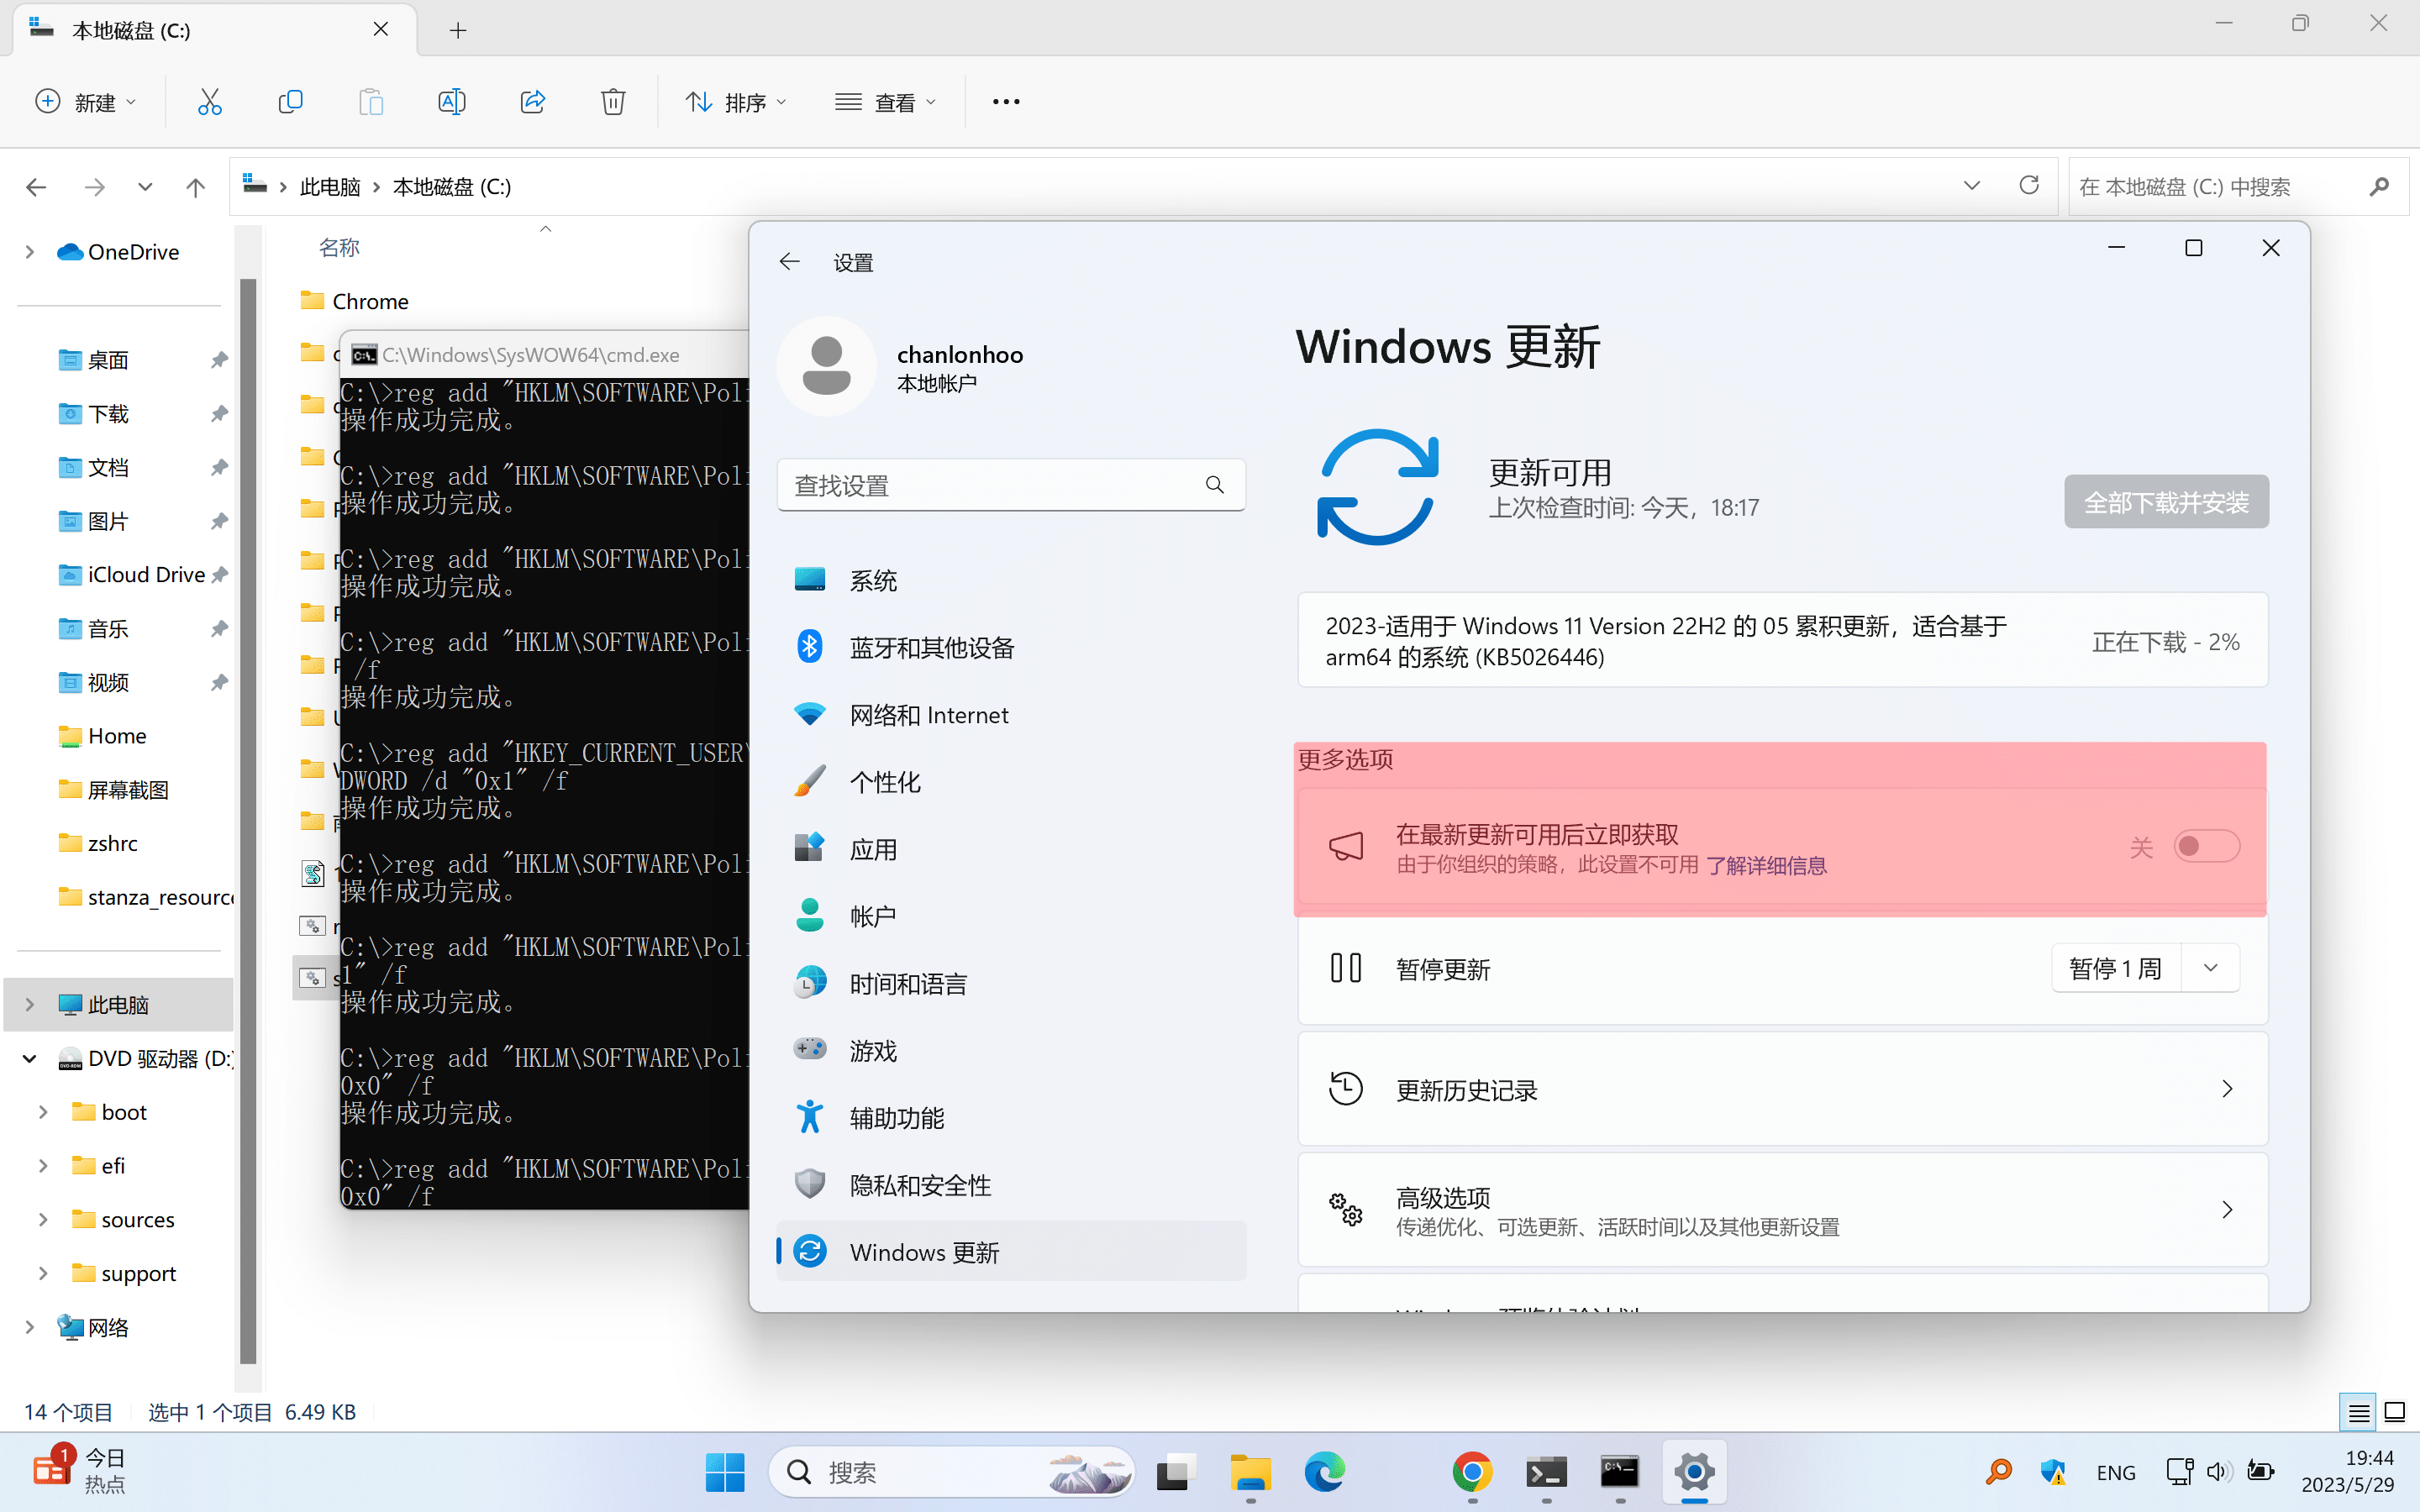 本地磁盘 (C:)
新建
排序
查看
此电脑
本地磁盘 (C:)
在 本地磁盘 (C:) 中搜索
OneDrive
桌面
下载
文档
图片
iCloud Drive
音乐
视频
Home
屏幕截图
zshrc
stanza_resource
此电脑
DVD 驱动器 (D:)
boot
efi
sources
support
网络
名称
Chrome
C:\Windows\SysWOW64\cmd.exe
C:\>reg add "HKLM\SOFTWARE\Poli
操作成功完成。
C:\>reg add "HKLM\SOFTWARE\Poli
操作成功完成。
C:\>reg add "HKLM\SOFTWARE\Poli
操作成功完成。
C:\>reg add "HKLM\SOFTWARE\Poli
/f
操作成功完成。
C:\>reg add "HKEY_CURRENT_USER\
DWORD /d "0x1" /f
操作成功完成。
C:\>reg add "HKLM\SOFTWARE\Poli
操作成功完成。
C:\>reg add "HKLM\SOFTWARE\Poli
1" /f
操作成功完成。
C:\>reg add "HKLM\SOFTWARE\Poli
0x0" /f
操作成功完成。
C:\>reg add "HKLM\SOFTWARE\Poli
0x0" /f
设置
chanlonhoo
本地帐户
查找设置
系统
蓝牙和其他设备
网络和 Internet
个性化
应用
帐户
时间和语言
游戏
辅助功能
隐私和安全性
Windows 更新
Windows 更新
更新可用
上次检查时间: 今天，18:17
全部下载并安装
2023-适用于 Windows 11 Version 22H2 的 05 累积更新，适合基于
arm64 的系统 (KB5026446)
正在下载 - 2%
更多选项
在最新更新可用后立即获取
由于你组织的策略，此设置不可用 了解详细信息
关
暂停更新
暂停 1 周
更新历史记录
高级选项
传递优化、可选更新、活跃时间以及其他更新设置
14 个项目
选中 1 个项目 6.49 KB
1
今日
热点
搜索
ENG
19:44
2023/5/29